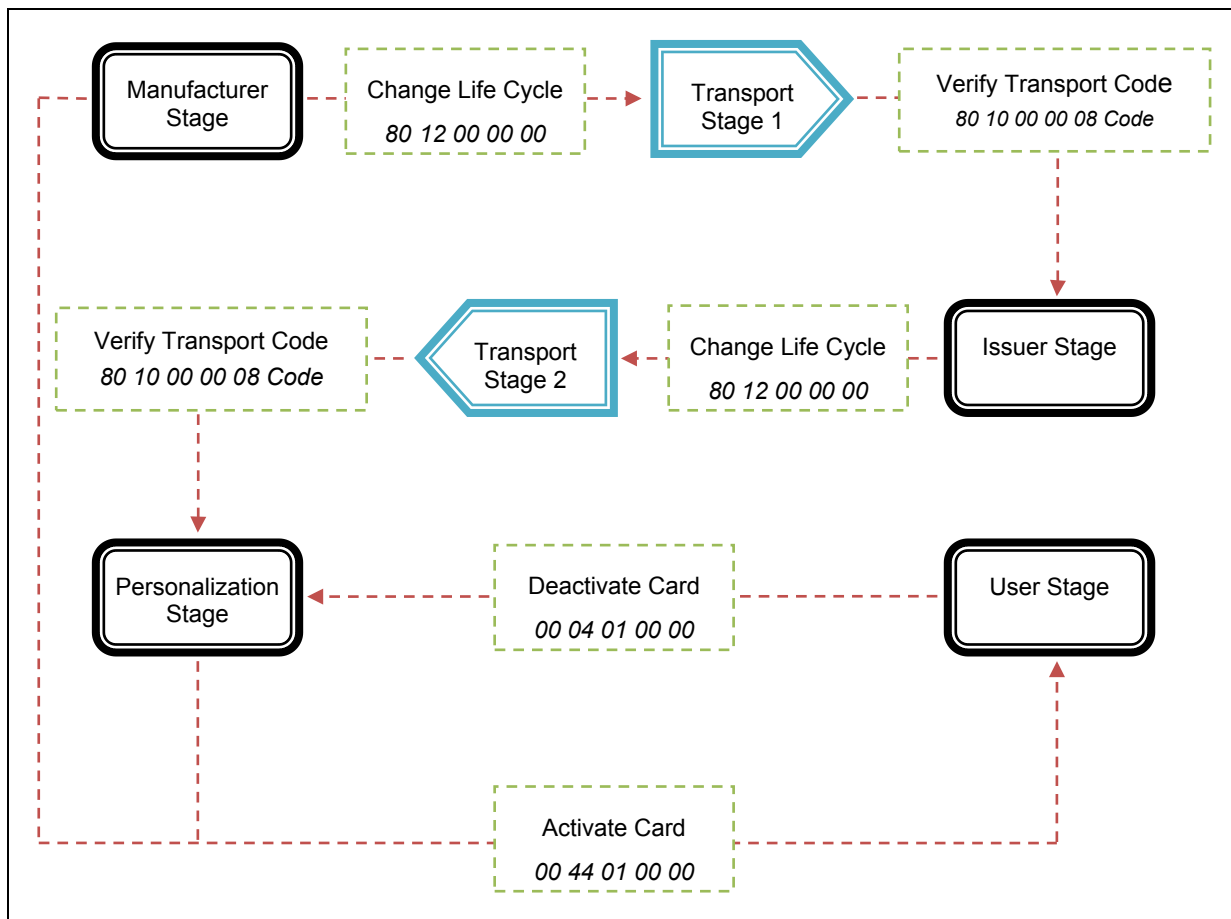 Manufacturer
Stage
Change Life Cycle
80 12 00 00 00
Transport
Stage 1
Verify Transport Code
80 10 00 00 08 Code
Verify Transport Code
80 10 00 00 08 Code
Transport
Stage 2
Change Life Cycle
80 12 00 00 00
Issuer Stage
Personalization
Stage
Deactivate Card
00 04 01 00 00
User Stage
Activate Card
00 44 01 00 00